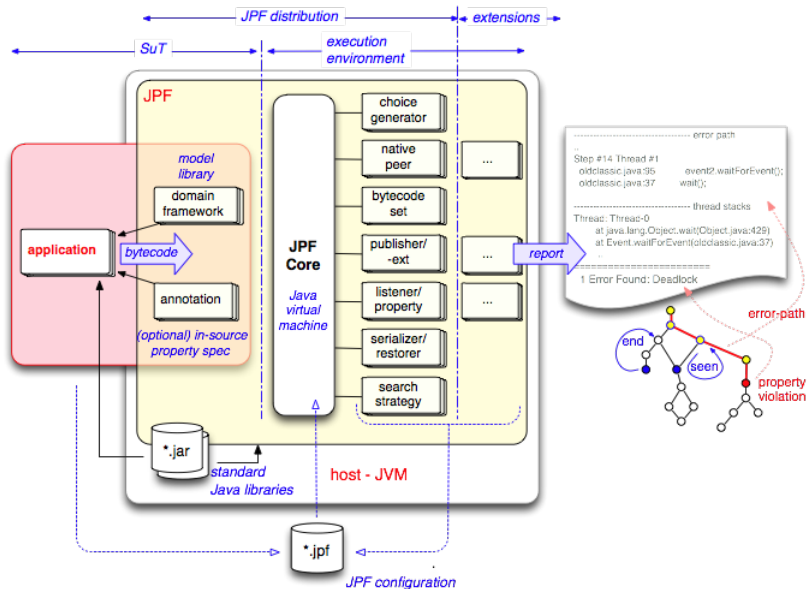 JPF distribution
extensions
SuT
execution
environment
JPF
model
library
domain
framework
application
bytecode
annotation
(optional) in-source
property spec
JPF
Core
Java
virtual
machine
choice
generator
native
peer
...
bytecode
set
publisher/
-ext
...
listener/
property
...
serializer/
restorer
search
strategy
report
error path
..
Step #14 Thread #1
oldclassic.java:95 event2.waitForEvent();
oldclassic.java:37 wait();
thread stacks
Thread: Thread-0
at java.lang.Object.wait(Object.java:429)
at Event.waitForEvent(oldclassic.java:37)
..
=======================
1 Error Found: Deadlock
error-path
end
seen
property
violation
*.jar
standard
Java libraries
host - JVM
*.jpf
JPF configuration